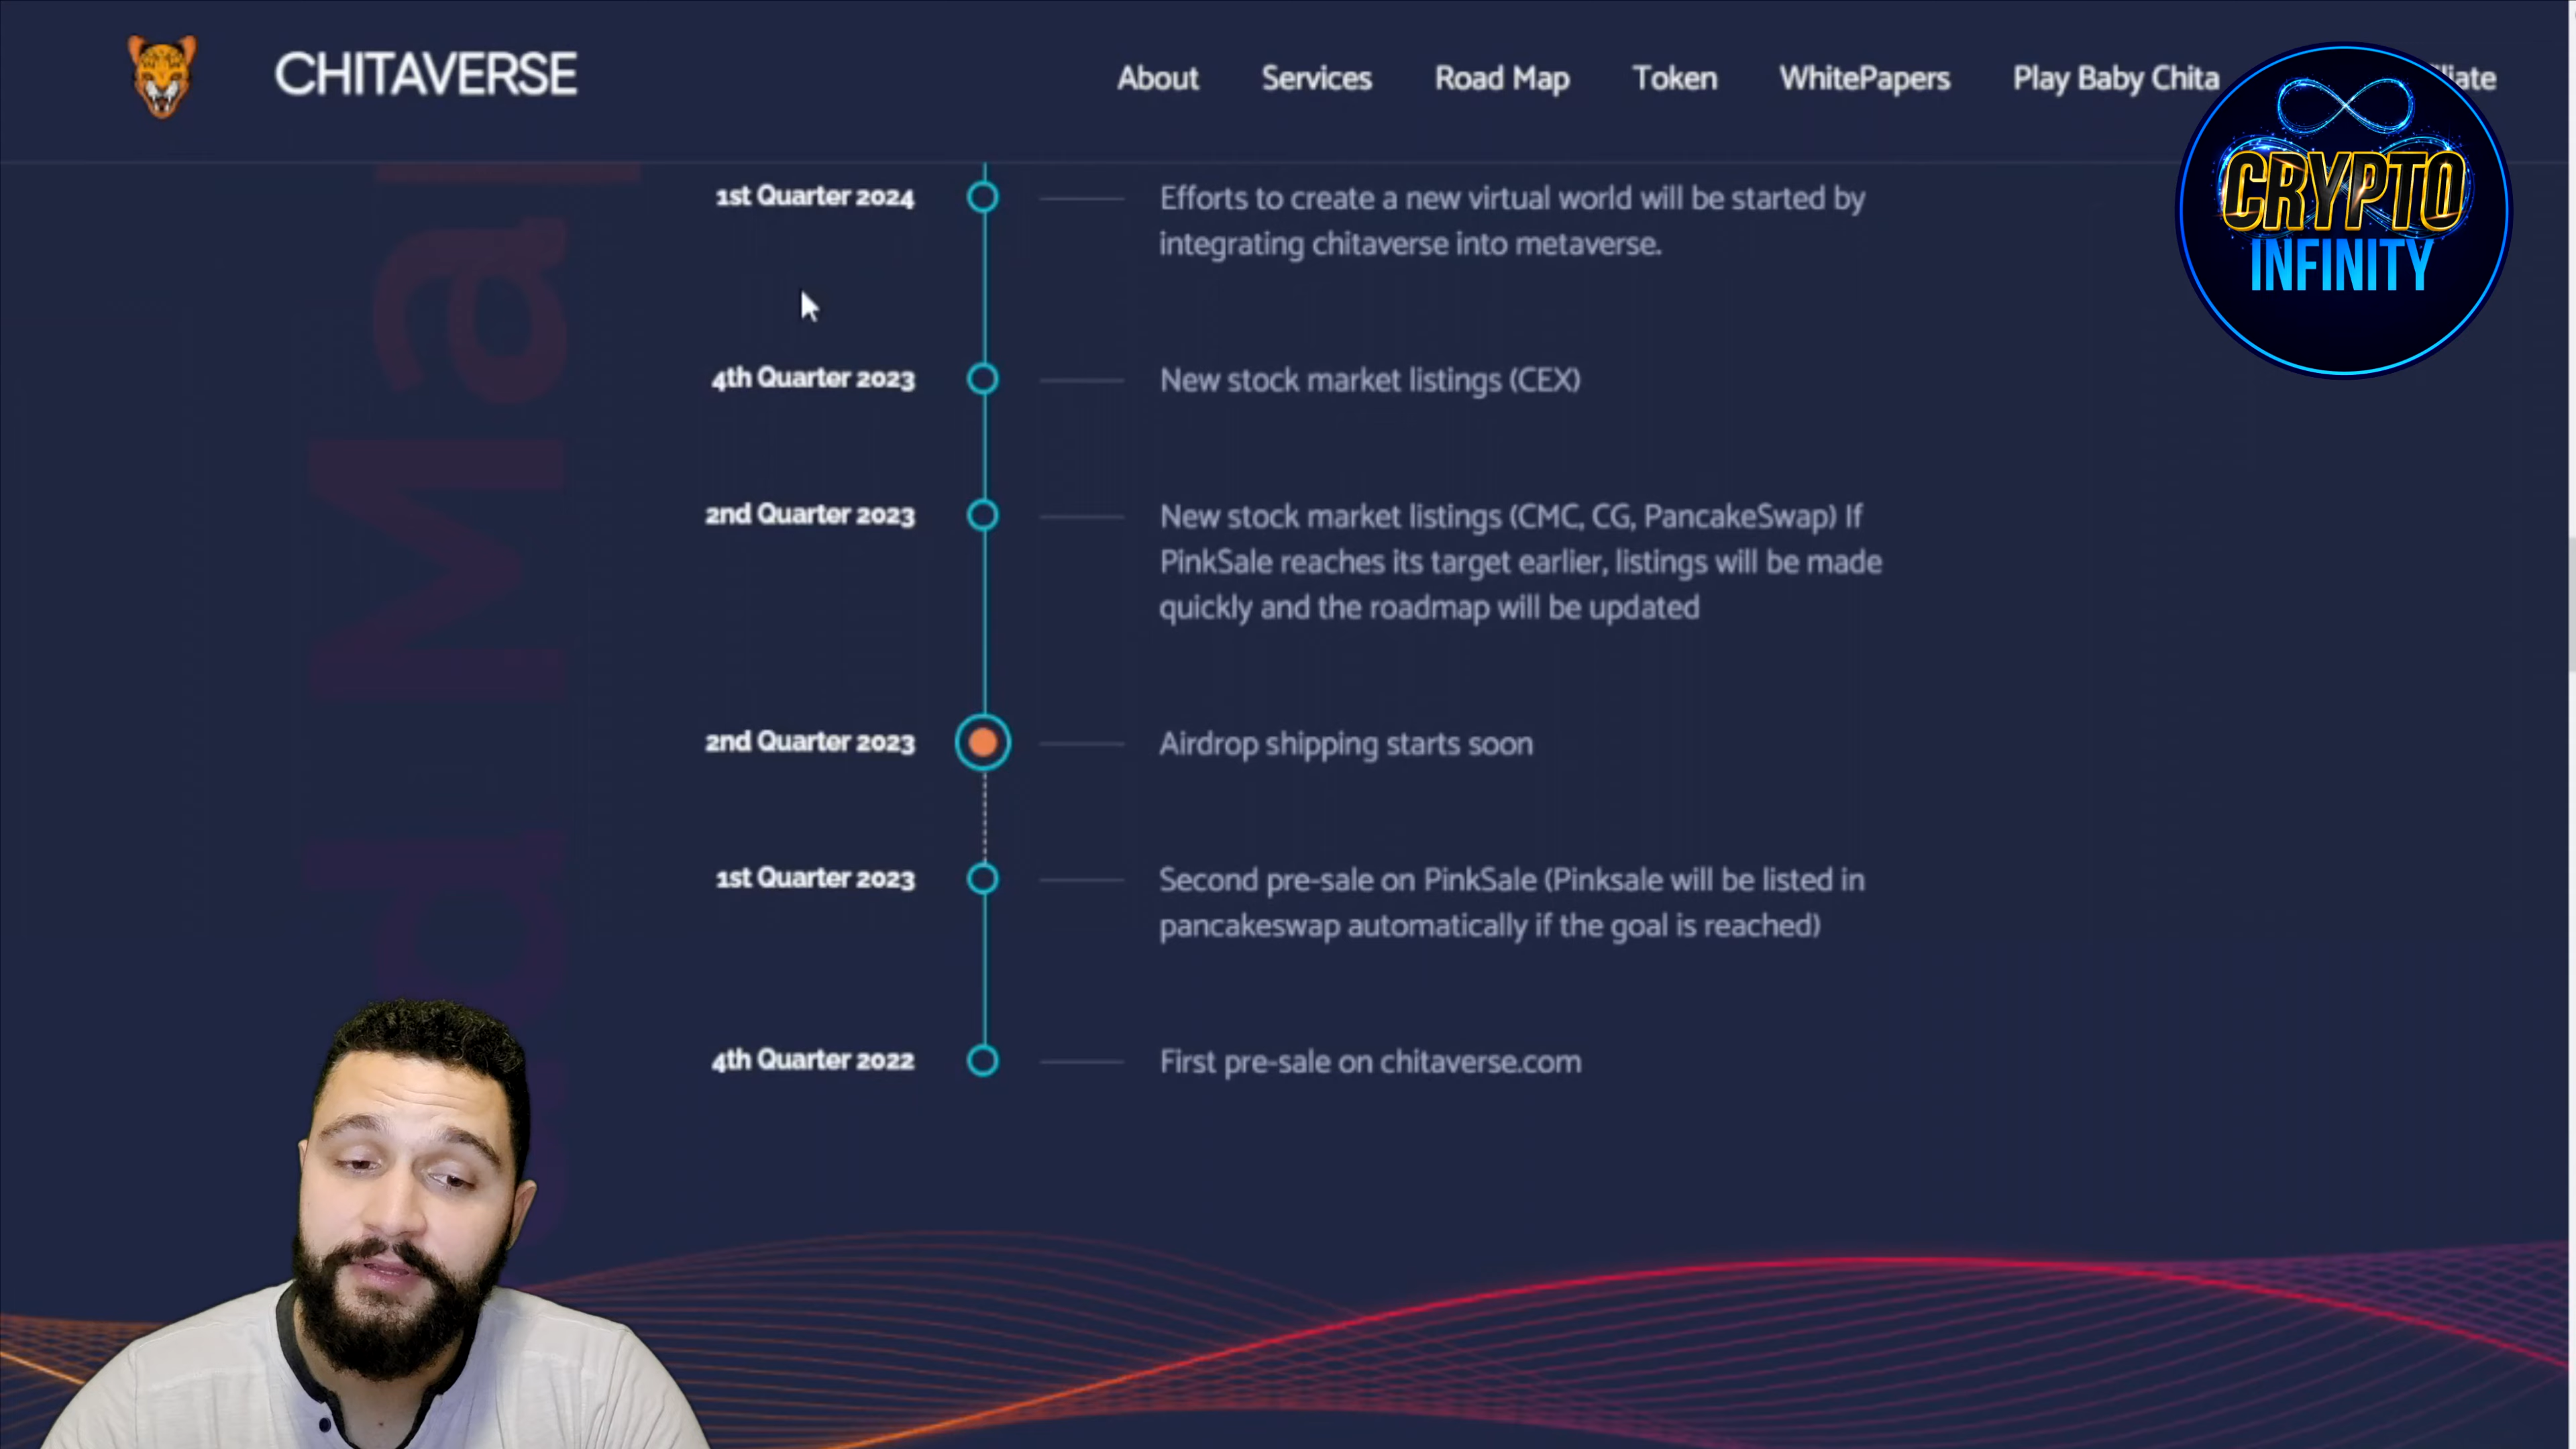 CHITAVERSE
About Services Road Map Token WhitePapers Play Baby Chita
CRYPTO
INFINITY
1st Quarter 2024
Efforts to create a new virtual world will be started by
integrating chitaverse into metaverse.
4th Quarter 2023
New stock market listings (CEX)
2nd Quarter 2023
New stock market listings (CMC, CG, PancakeSwap) If
PinkSale reaches its target earlier, listings will be made
quickly and the roadmap will be updated
2nd Quarter 2023
Airdrop shipping starts soon
1st Quarter 2023
Second pre-sale on PinkSale (Pinksale will be listed in
pancakeswap automatically if the goal is reached)
4th Quarter 2022
First pre-sale on chitaverse.com